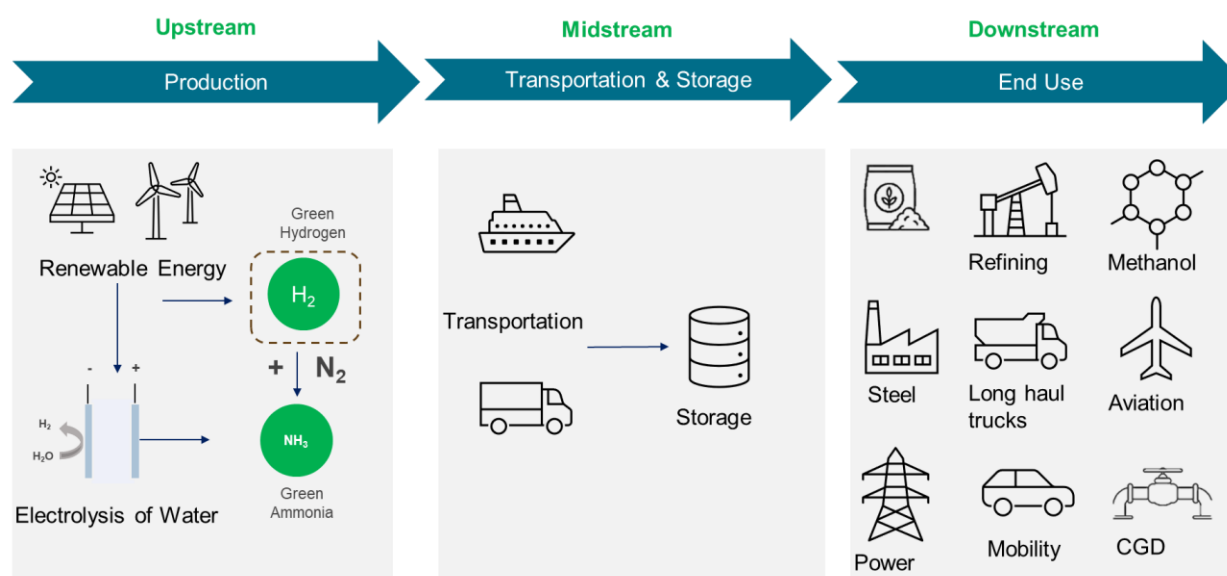 Upstream
Midstream
Downstream
Production
Transportation & Storage
End Use
Green
Hydrogen
Renewable Energy
H₂
+ N₂
- +
H₂
H₂O
NH₃
Green
Ammonia
Electrolysis of Water
Transportation
Storage
Refining
Methanol
Steel
Long haul
trucks
Aviation
Power
Mobility
CGD